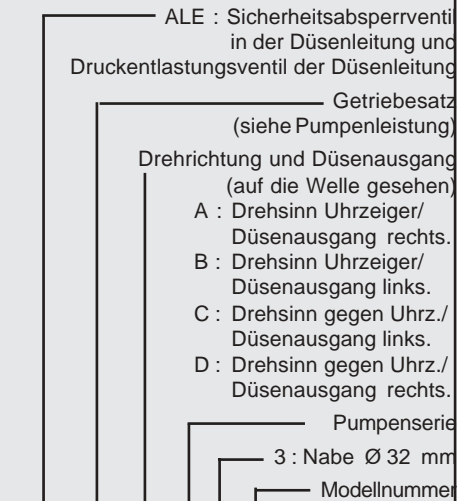 ALE : Sicherheitsabsperrventil
in der Düsenleitung und
Druckentlastungsventil der Düsenleitung
Getriebesatz
(siehe Pumpenleistung)
Drehrichtung und Düsenausgang
(auf die Welle gesehen)
A : Drehsinn Uhrzeiger/
Düsenausgang rechts.
B : Drehsinn Uhrzeiger/
Düsenausgang links.
C : Drehsinn gegen Uhrz./
Düsenausgang links.
D : Drehsinn gegen Uhrz./
Düsenausgang rechts.
Pumpenserie
3 : Nabe Ø 32 mm
Modellnummer